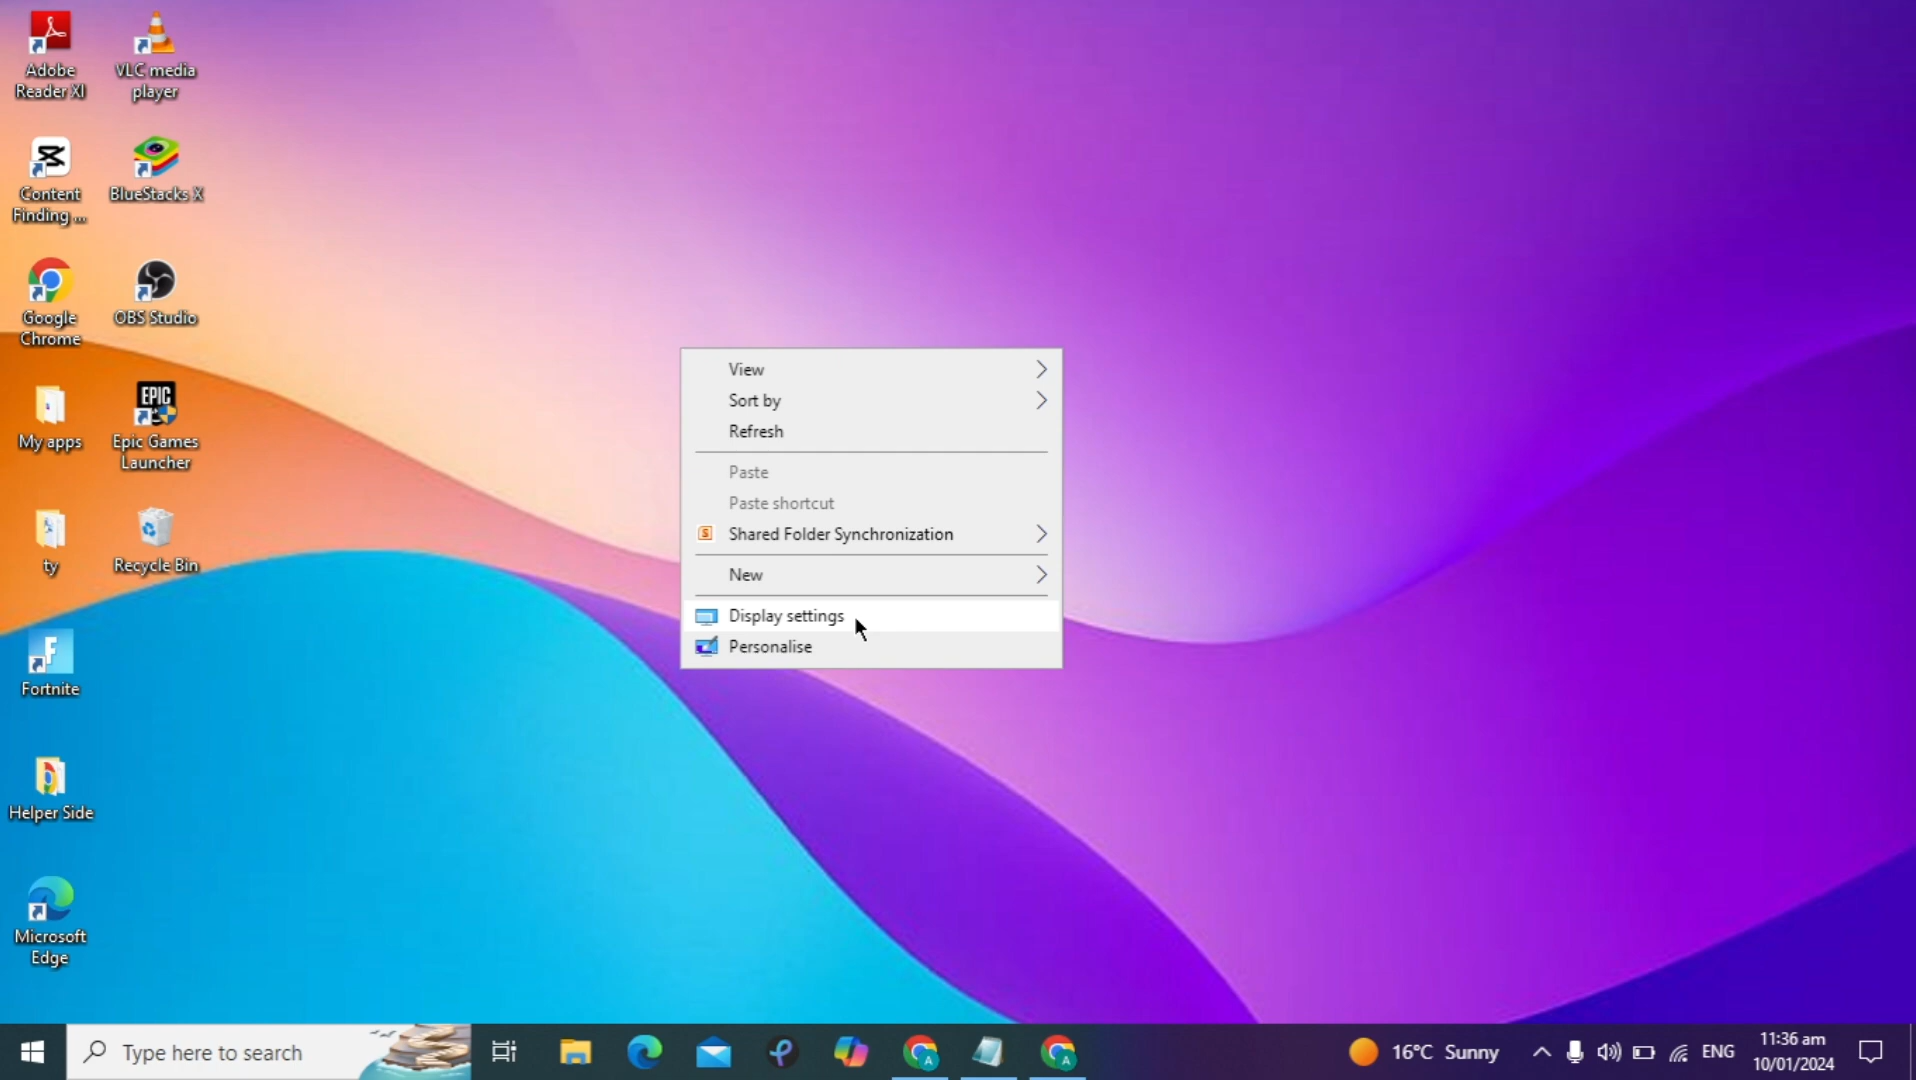 Adobe
Reader XI
VLC media
player
Content
Finding ...
BlueStacks X
Google
Chrome
OBS Studio
My apps
EPIC
Epic Games
Launcher
ty
Recycle Bin
F
Fortnite
Helper Side
Microsoft
Edge
View
Sort by
Refresh
Paste
Paste shortcut
S
Shared Folder Synchronization
New
Display settings
Personalise
Type here to search
A
A
16°C Sunny
ENG
11:36 am
10/01/2024